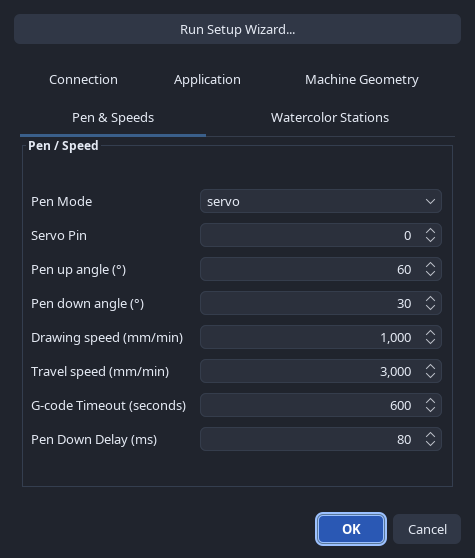 Run Setup Wizard...
Connection Application Machine Geometry
Pen & Speeds Watercolor Stations
Pen / Speed
Pen Mode servo
Servo Pin 0
Pen up angle (°) 60
Pen down angle (°) 30
Drawing speed (mm/min) 1,000
Travel speed (mm/min) 3,000
G-code Timeout (seconds) 600
Pen Down Delay (ms) 80
OK Cancel